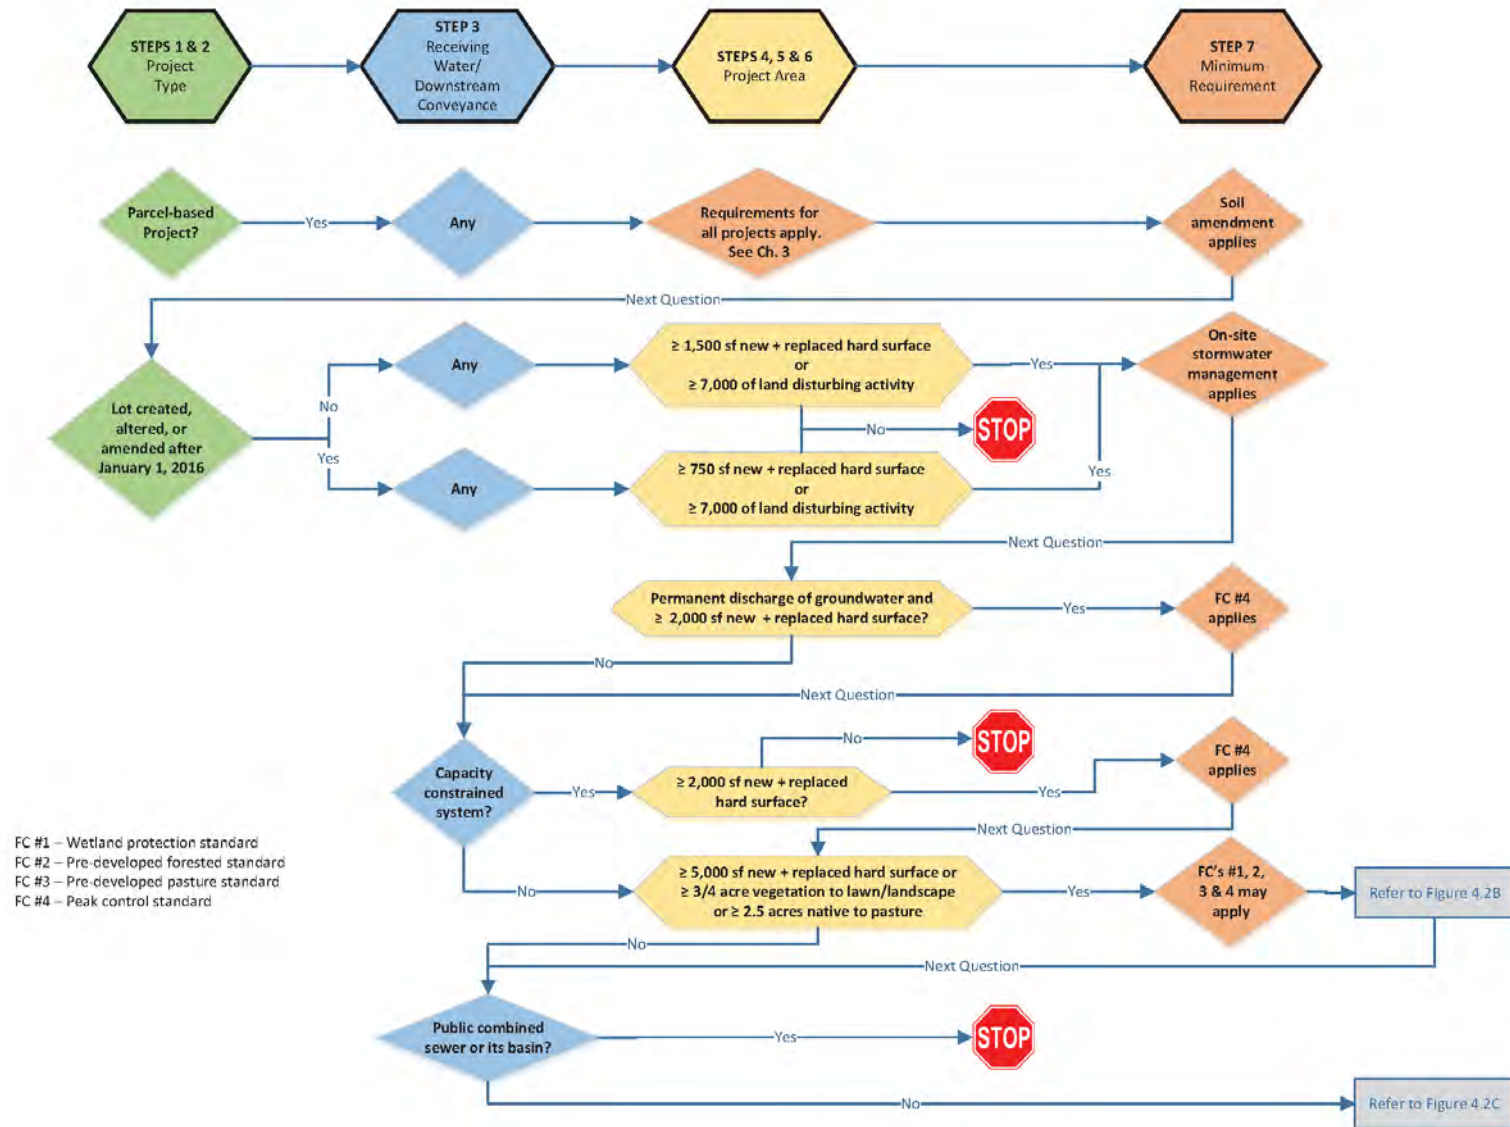 STEPS 1 & 2
Project
Type
STEP 3
Receiving
Water/
Downstream
Conveyance
STEPS 4, 5 & 6
Project Area
STEP 7
Minimum
Requirement
Parcel-based
Project?
Yes
Any
Requirements for
all projects apply.
See Ch. 3
Soil
amendment
applies
Next Question
Lot created,
altered, or
amended after
January 1, 2016
No
Yes
Any
≥ 1,500 sf new + replaced hard surface
or
≥ 7,000 of land disturbing activity
Yes
On-site
stormwater
management
applies
No
STOP
Any
≥ 750 sf new + replaced hard surface
or
≥ 7,000 of land disturbing activity
Yes
Next Question
Permanent discharge of groundwater and
≥ 2,000 sf new + replaced hard surface?
Yes
FC #4
applies
No
Next Question
Capacity
constrained
system?
Yes
≥ 2,000 sf new + replaced
hard surface?
No
STOP
Yes
FC #4
applies
Next Question
No
≥ 5,000 sf new + replaced hard surface or
≥ 3/4 acre vegetation to lawn/landscape
or ≥ 2.5 acres native to pasture
Yes
FC's #1, 2,
3 & 4 may
apply
Refer to Figure 4.2B
FC #1 – Wetland protection standard
FC #2 – Pre-developed forested standard
FC #3 – Pre-developed pasture standard
FC #4 – Peak control standard
No
Next Question
Public combined
sewer or its basin?
Yes
STOP
No
Refer to Figure 4.2C